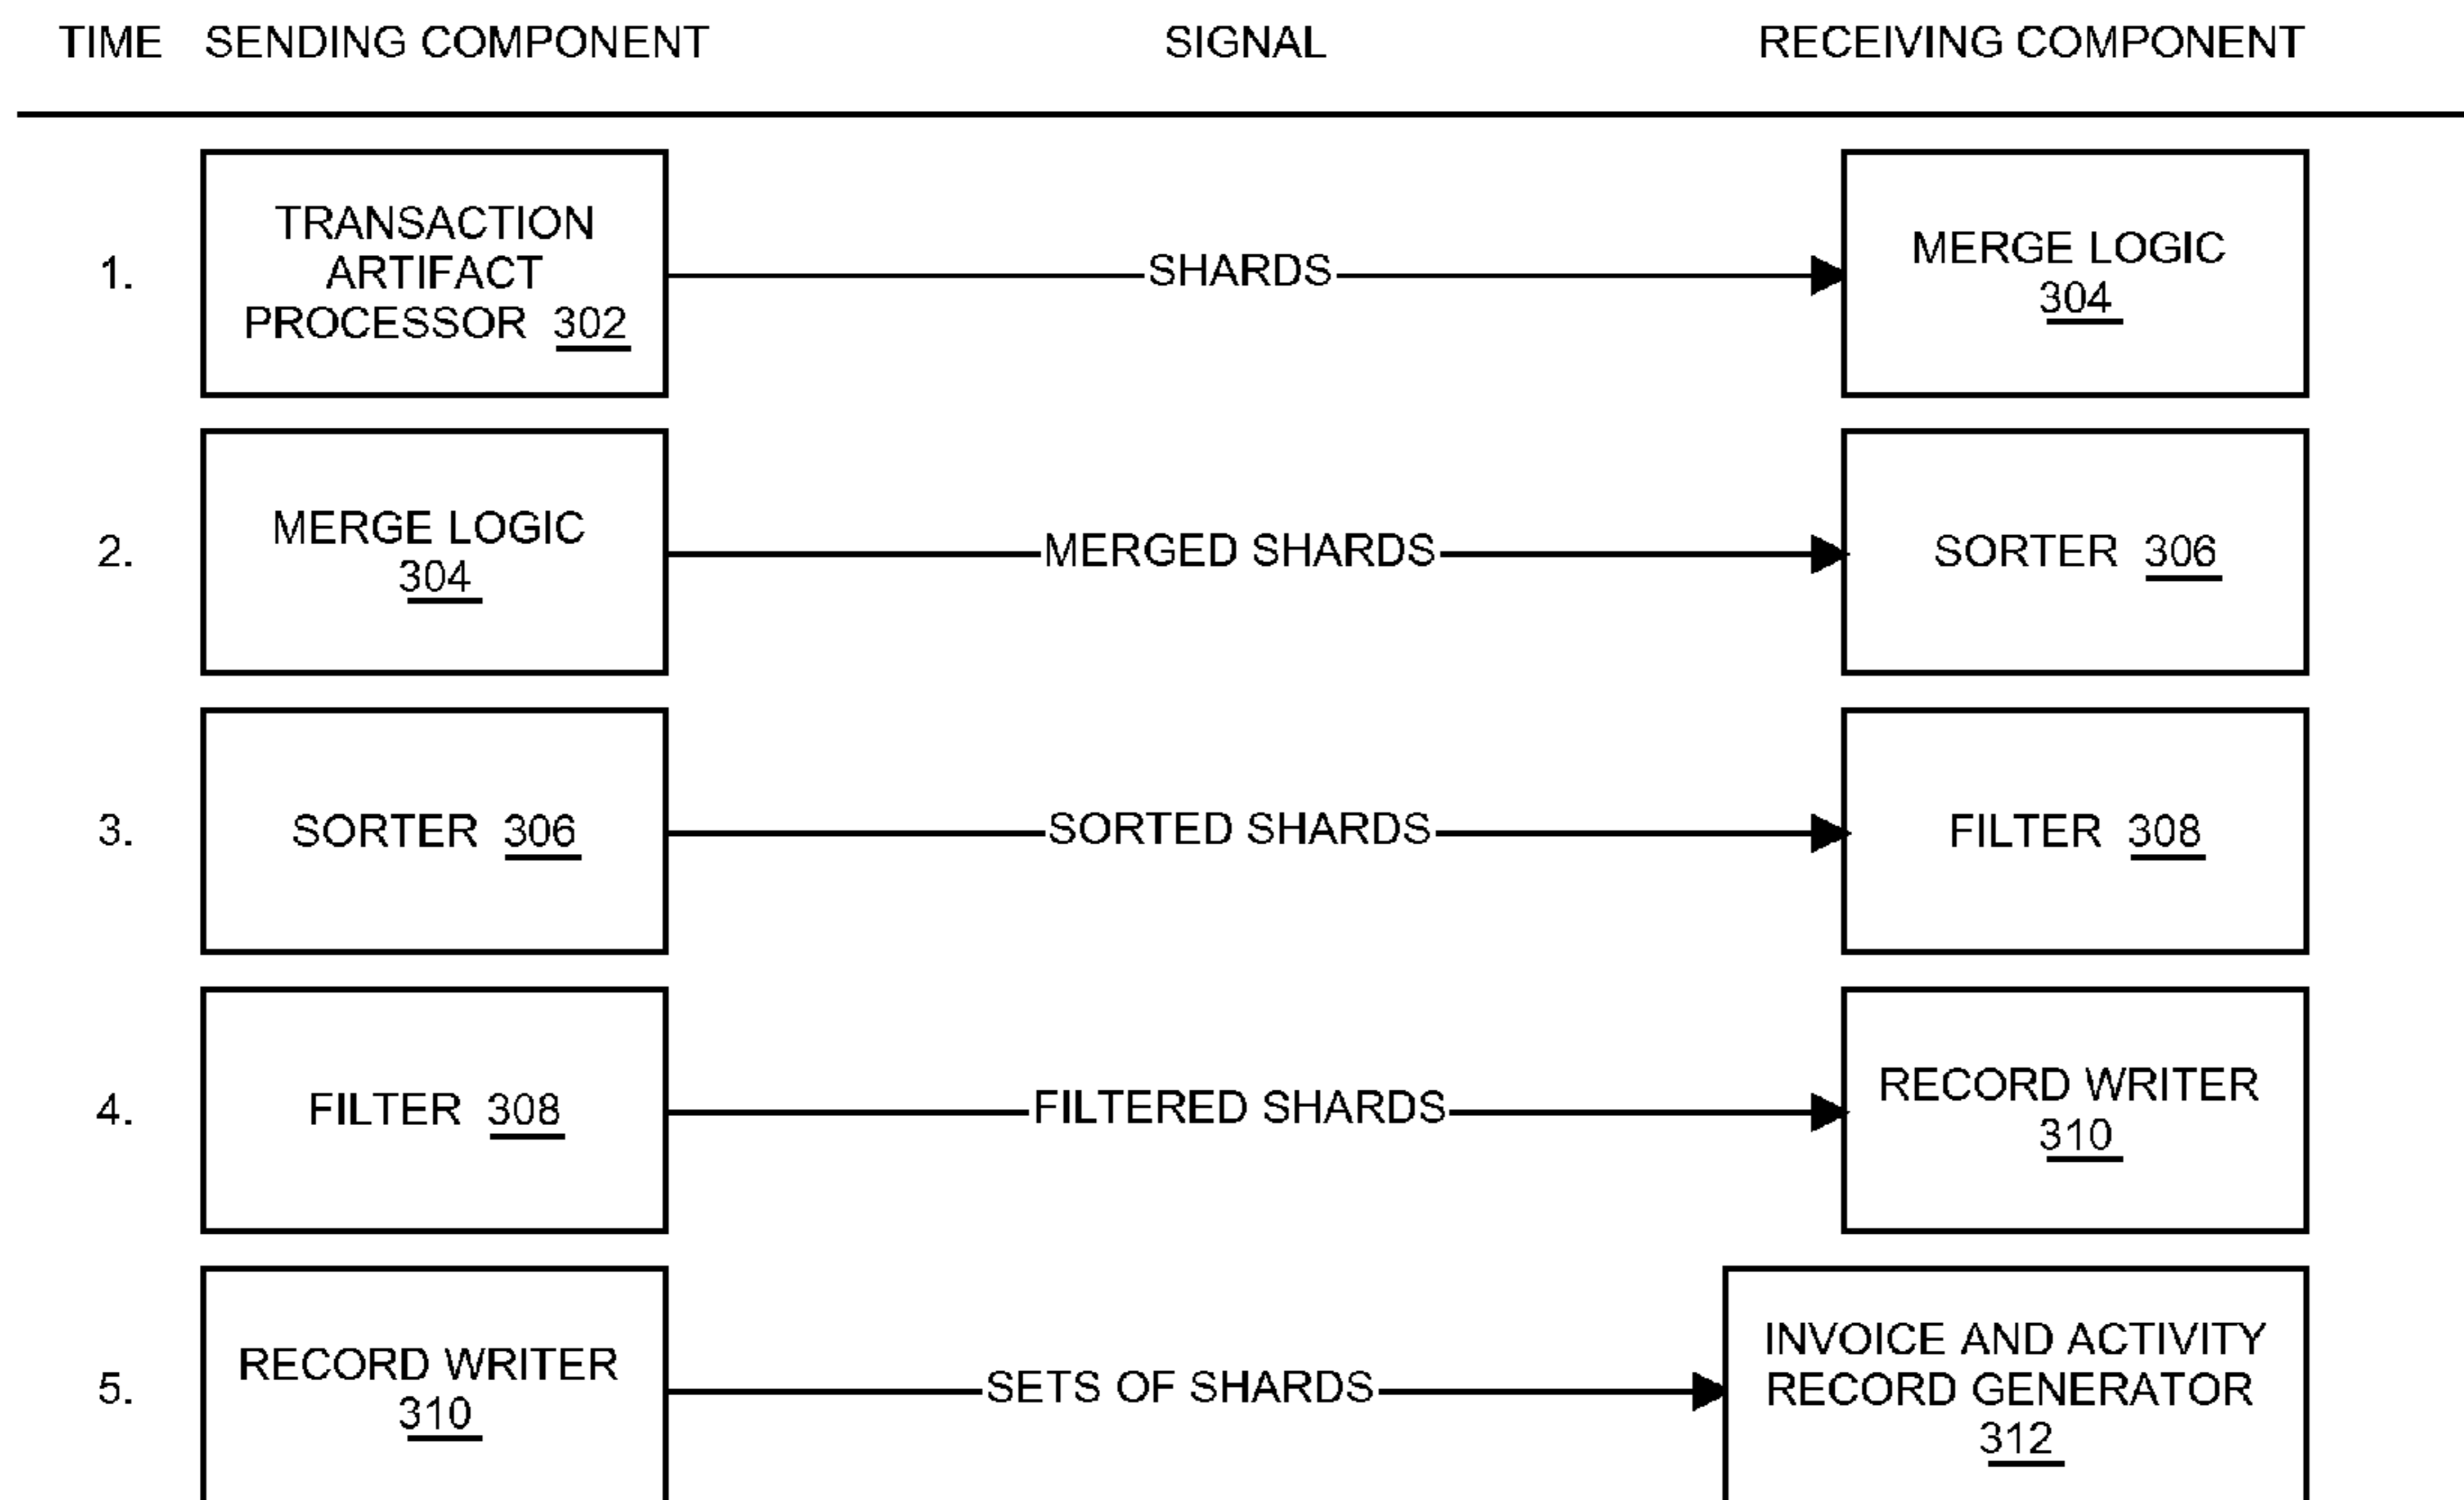 TIME SENDING COMPONENT SIGNAL RECEIVING COMPONENT
1.
TRANSACTION
ARTIFACT
PROCESSOR 302
SHARDS
MERGE LOGIC
304
2.
MERGE LOGIC
304
MERGED SHARDS
SORTER 306
3.
SORTER 306
SORTED SHARDS
FILTER 308
4.
FILTER 308
FILTERED SHARDS
RECORD WRITER
310
5.
RECORD WRITER
310
SETS OF SHARDS
INVOICE AND ACTIVITY
RECORD GENERATOR
312